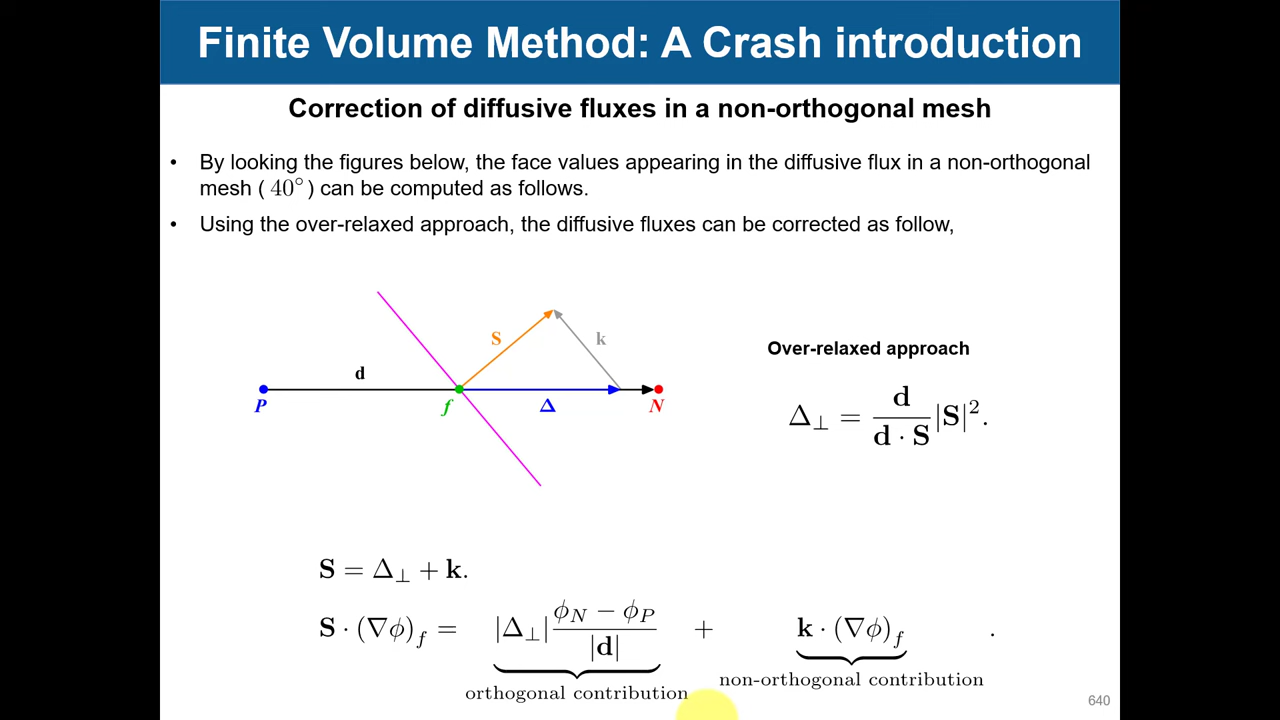 Finite Volume Method: A Crash introduction
Correction of diffusive fluxes in a non-orthogonal mesh
• By looking the figures below, the face values appearing in the diffusive flux in a non-orthogonal
mesh ( 40° ) can be computed as follows.
• Using the over-relaxed approach, the diffusive fluxes can be corrected as follow,
S
k
d
P
f
Δ
N
Over-relaxed approach
Δ⊥ = d / (d · S) |S|².
S = Δ⊥ + k.
S · (∇ϕ)f = |Δ⊥| (ϕN − ϕP) / |d| + k · (∇ϕ)f .
orthogonal contribution
non-orthogonal contribution
640